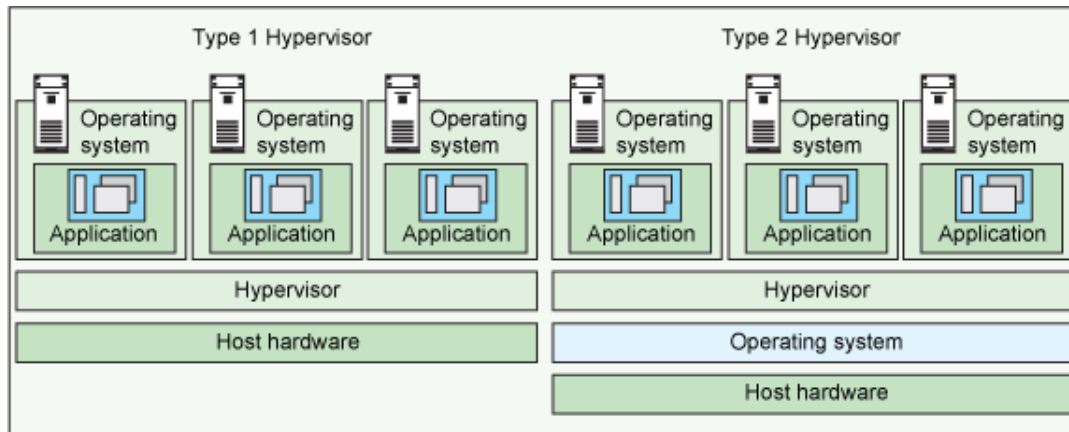 Type 1 Hypervisor
Operating
system
Application
Operating
system
Application
Operating
system
Application
Hypervisor
Host hardware
Type 2 Hypervisor
Operating
system
Application
Operating
system
Application
Operating
system
Application
Hypervisor
Operating system
Host hardware